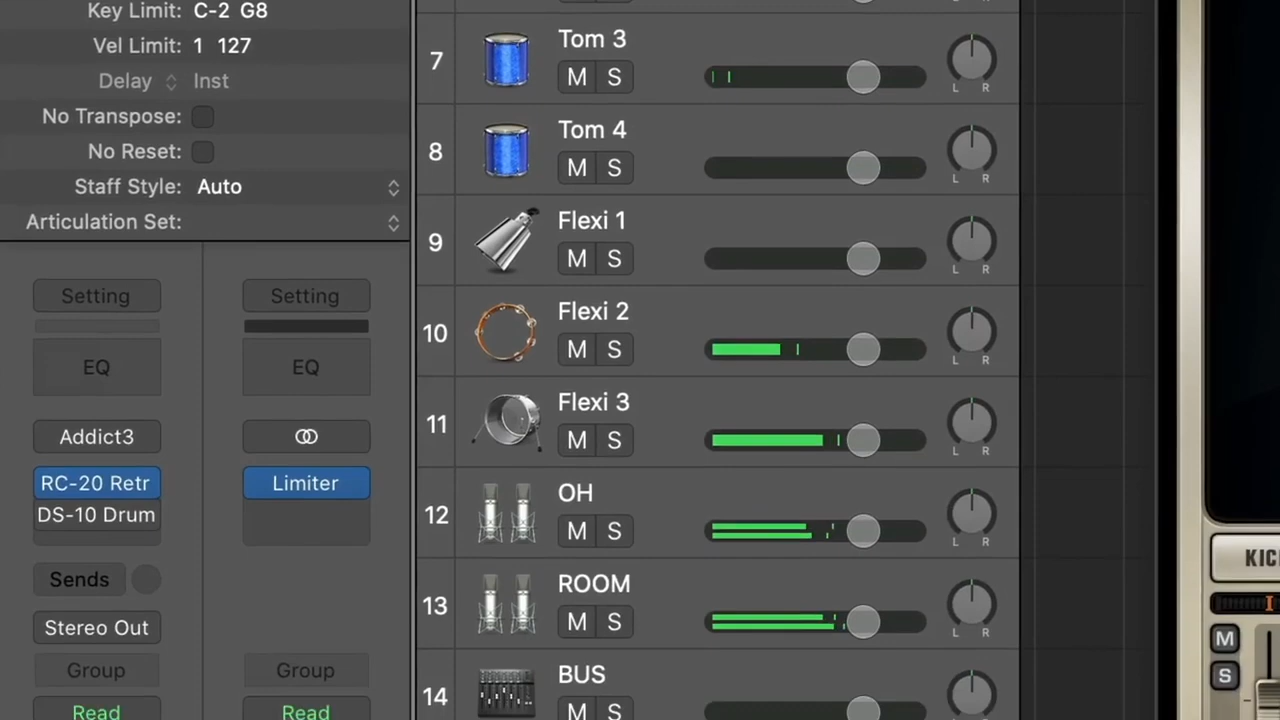 Key Limit: C-2 G8
Vel Limit: 1 127
Delay Inst
No Transpose:
No Reset:
Staff Style: Auto
Articulation Set:
Setting Setting
EQ EQ
Addict3
RC-20 Retr Limiter
DS-10 Drum
Sends
Stereo Out
Group Group
Read Read
7 Tom 3
M S
L R
8 Tom 4
M S
L R
9 Flexi 1
M S
L R
10 Flexi 2
M S
L R
11 Flexi 3
M S
L R
12 OH
M S
L R
13 ROOM
M S
L R
14 BUS
M S
KIC
M
S